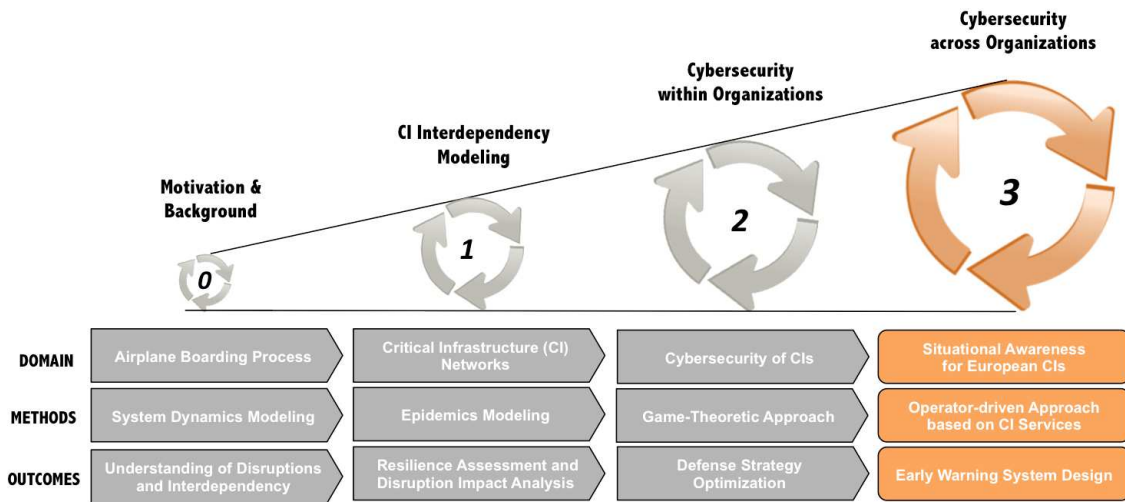 Cybersecurity
across Organizations
Cybersecurity
within Organizations
CI Interdependency
Modeling
Motivation &
Background
0
1
2
3
DOMAIN
Airplane Boarding Process
Critical Infrastructure (CI)
Networks
Cybersecurity of CIs
Situational Awareness
for European CIs
METHODS
System Dynamics Modeling
Epidemics Modeling
Game-Theoretic Approach
Operator-driven Approach
based on CI Services
OUTCOMES
Understanding of Disruptions
and Interdependency
Resilience Assessment and
Disruption Impact Analysis
Defense Strategy
Optimization
Early Warning System Design